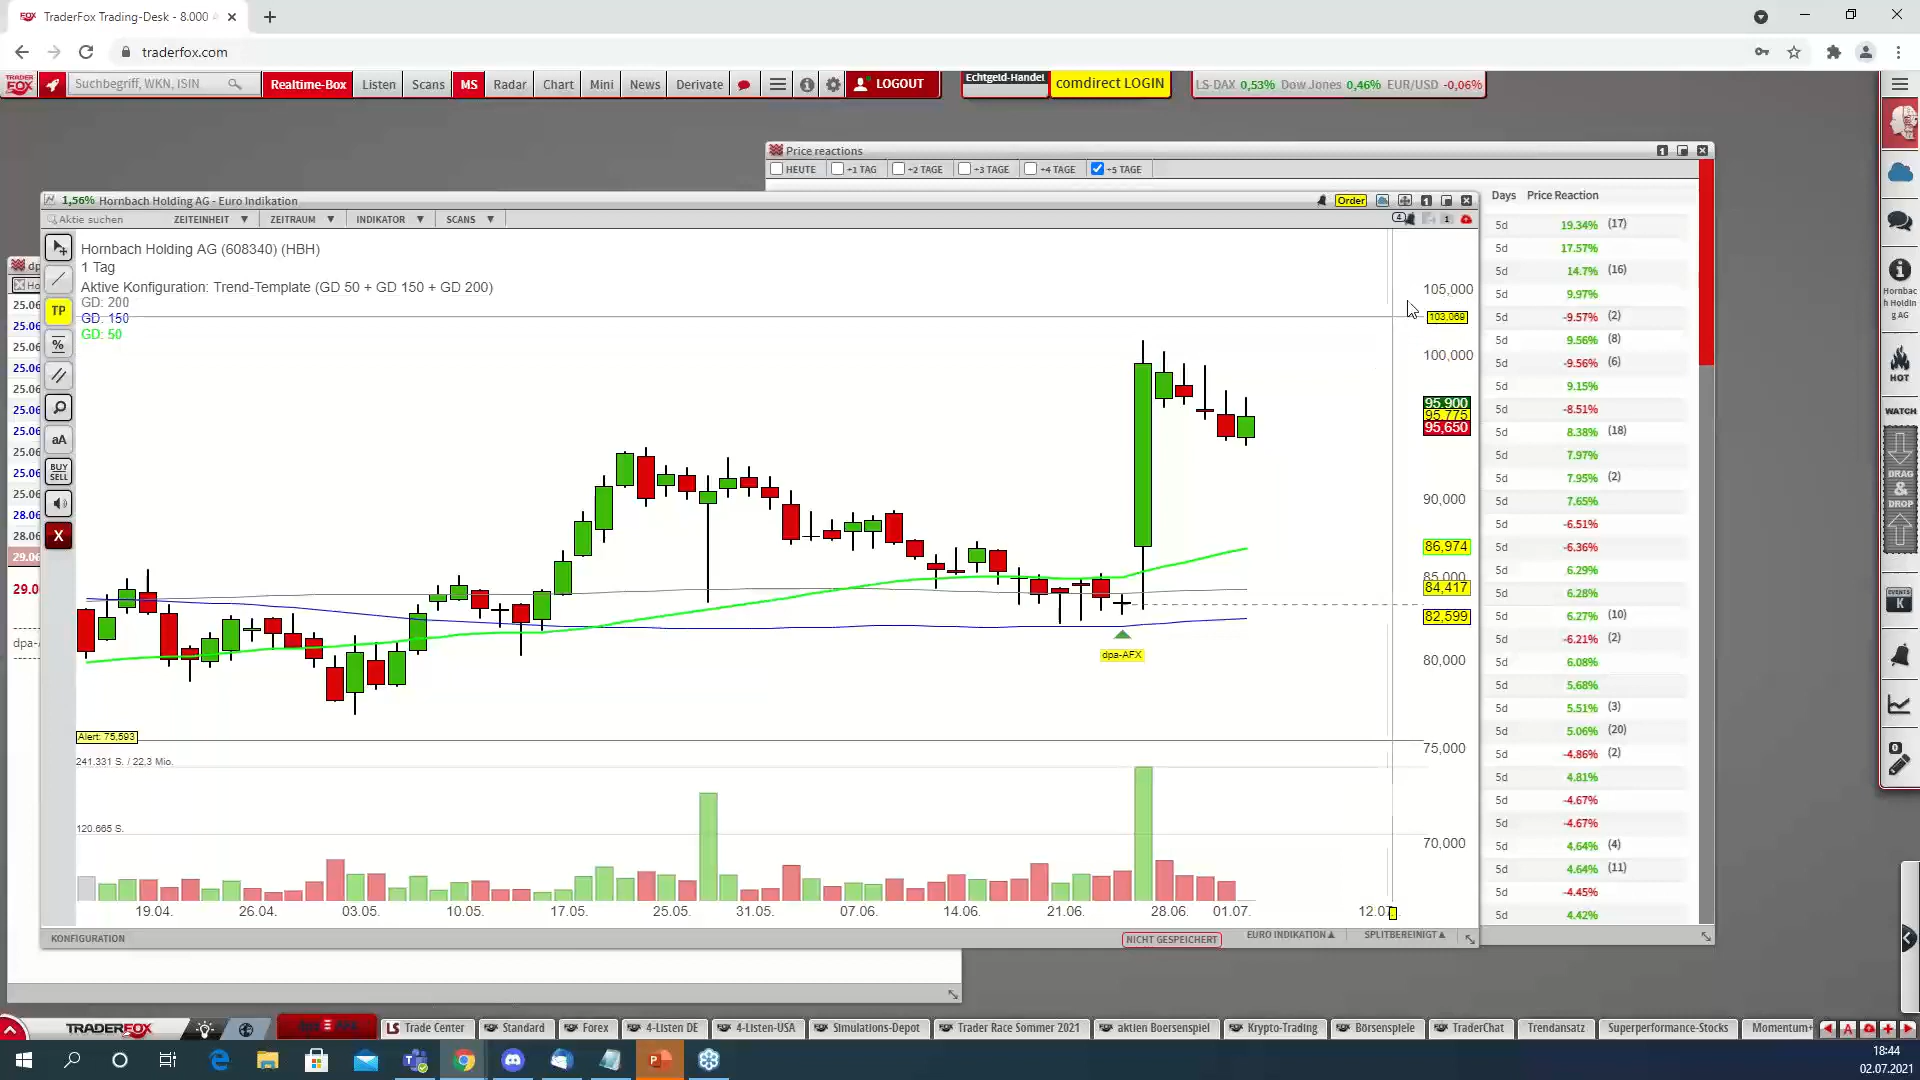 TraderFox Trading-Desk - 8.000
traderfox.com
TRADER FOX
Suchbegriff, WKN, ISIN
Realtime-Box
Listen
Scans
MS
Radar
Chart
Mini
News
Derivate
LOGOUT
Echtgeld-Handel
comdirect LOGIN
LS-DAX 0,53% Dow Jones 0,46% EUR/USD -0,06%
Price reactions
HEUTE
÷1 TAG
÷2 TAGE
÷3 TAGE
÷4 TAGE
÷5 TAGE
1,56% Hornbach Holding AG - Euro Indikation
Order
Aktie suchen
ZEITEINHEIT
ZEITRAUM
INDIKATOR
SCANS
Days Price Reaction
Hornbach Holding AG (608340) (HBH)
1 Tag
Aktive Konfiguration: Trend-Template (GD 50 + GD 150 + GD 200)
GD: 200
GD: 150
GD: 50
TP
%
aA
BUY SELL
X
105,000
103,069
100,000
95,900
95,775
95,650
90,000
86,974
85,000
84,417
82,599
80,000
75,000
70,000
dpa-AFX
Alert: 75,593
241.331 S. / 22.3 Mio.
120.665 S.
19.04.
26.04.
03.05.
10.05.
17.05.
25.05.
31.05.
07.06.
14.06.
21.06.
28.06.
01.07.
12.07.
KONFIGURATION
NICHT GESPEICHERT
EURO INDIKATION
SPLITBEREINIGT
5d 19.34% (17)
5d 17.57%
5d 14.7% (16)
5d 9.97%
5d -9.57% (2)
5d 9.56% (8)
5d -9.56% (6)
5d 9.15%
5d -8.51%
5d 8.38% (18)
5d 7.97%
5d 7.95% (2)
5d 7.65%
5d -6.51%
5d -6.36%
5d 6.29%
5d 6.28%
5d 6.27% (10)
5d -6.21% (2)
5d 6.08%
5d 5.68%
5d 5.51% (3)
5d 5.06% (20)
5d -4.86% (2)
5d 4.81%
5d -4.67%
5d -4.67%
5d 4.64% (4)
5d 4.64% (11)
5d -4.45%
5d 4.42%
Hornbac
h Holdin
g AG
HOT
WATCH
DRAG
&
DROP
EVENTS
K
0
TRADERFOX
Trade Center
Standard
Forex
4-Listen DE
4-Listen-USA
Simulations-Depot
Trader Race Sommer 2021
aktien Boersenspiel
Krypto-Trading
Börsenspiele
TraderChat
Trendansatz
Superperformance-Stocks
Momentum+
18:44
02.07.2021